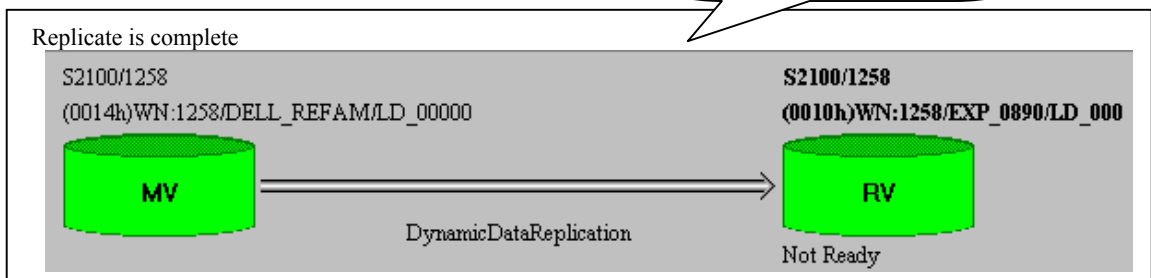 Replicate is complete
S2100/1258
(0014h)WN:1258/DELL_REFAM/LD_00000
S2100/1258
(0010h)WN:1258/EXP_0890/LD_000
MV
RV
DynamicDataReplication
Not Ready